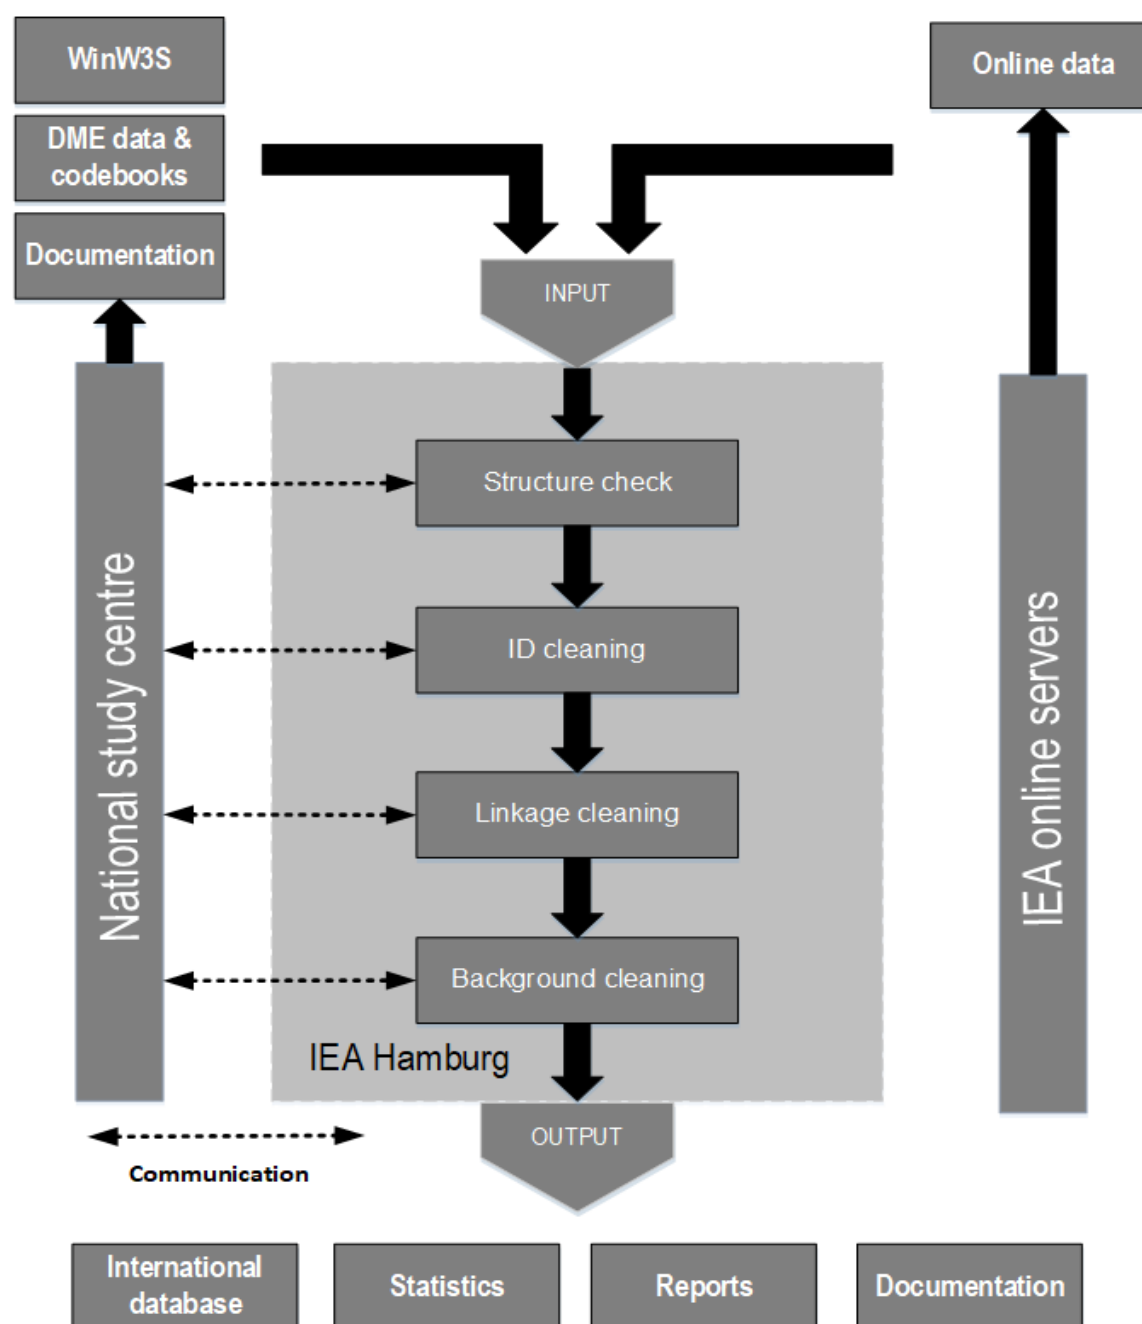 WinW3S
Online data
DME data &
codebooks
Documentation
INPUT
Structure check
ID cleaning
Linkage cleaning
Background cleaning
National study centre
IEA online servers
IEA Hamburg
OUTPUT
Communication
International
database
Statistics
Reports
Documentation